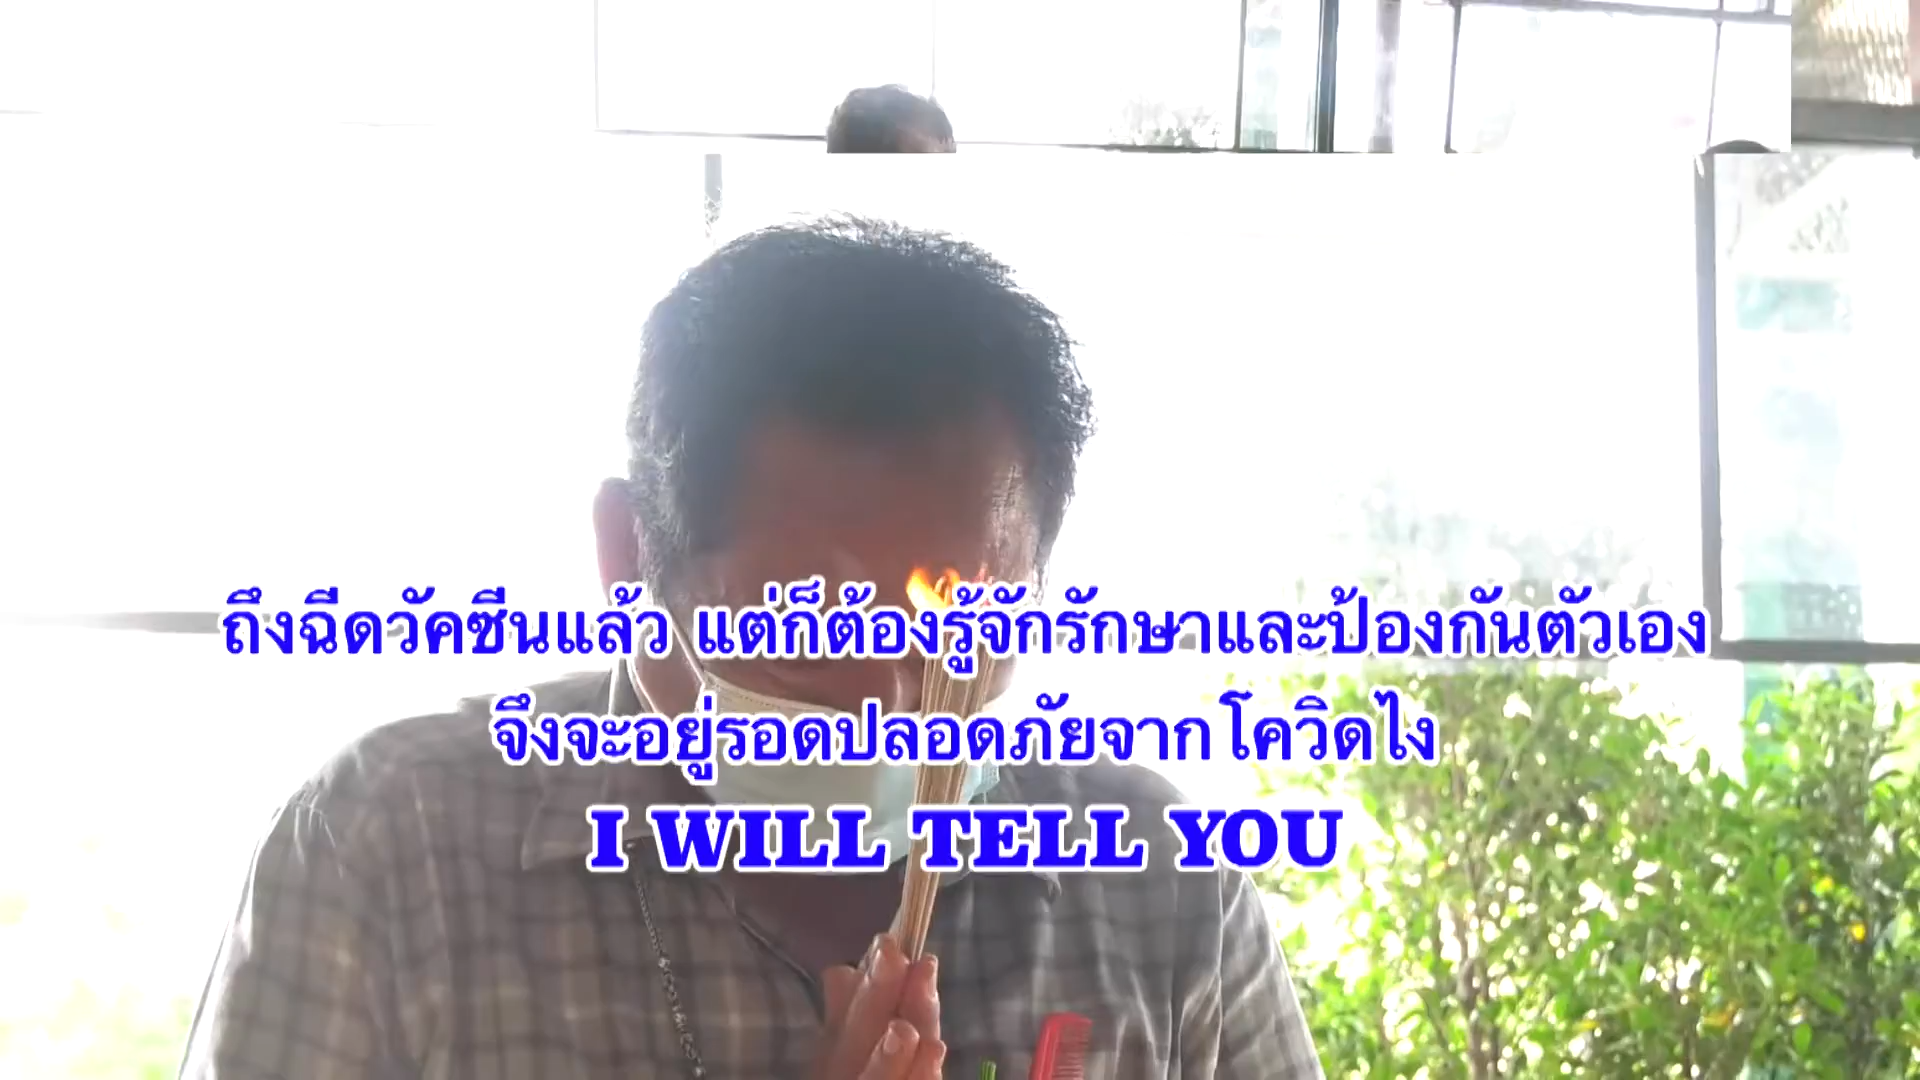 ถึงฉีดวัคซีนแล้ว แต่ก็ต้องรู้จักรักษาและป้องกันตัวเอง
จึงจะอยู่รอดปลอดภัยจากโควิดไง
I WILL TELL YOU